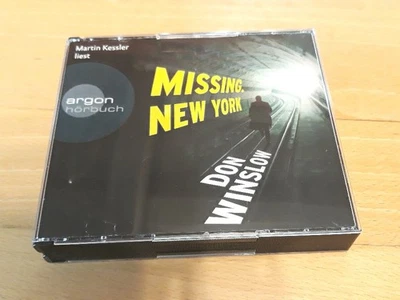 Martin Kessler
liest
argon
hörbuch
MISSING.
NEW YORK
DON
WINSLOW